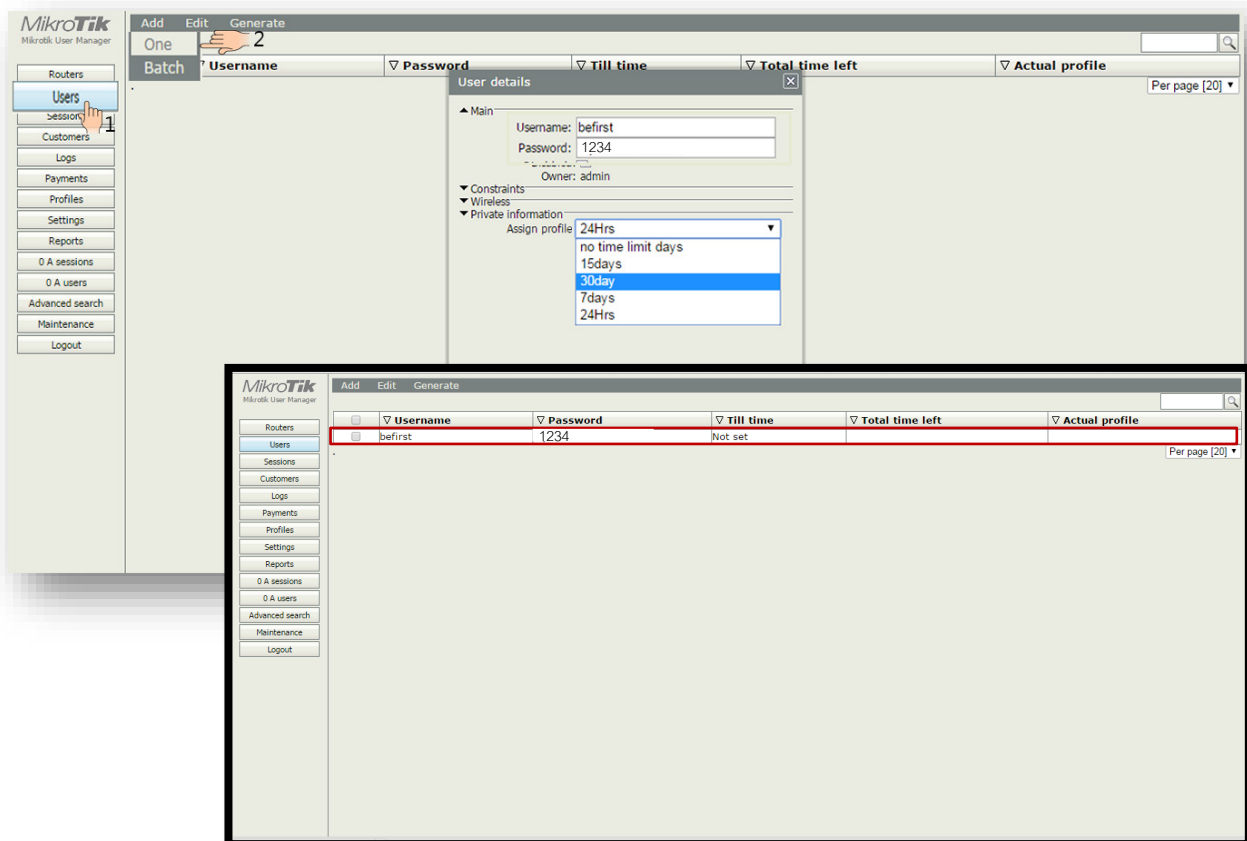 MikroTik
Mikrotik User Manager
Add Edit Generate
One
2
Batch
▽ Username ▽ Password ▽ Till time ▽ Total time left ▽ Actual profile
Per page [20] ▼
Routers
Users
1
Sessions
Customers
Logs
Payments
Profiles
Settings
Reports
0 A sessions
0 A users
Advanced search
Maintenance
Logout
User details
Main
Username: befirst
Password: 1234
Owner: admin
Constraints
Wireless
Private information
Assign profile 24Hrs
no time limit days
15days
30day
7days
24Hrs
MikroTik
Mikrotik User Manager
Add Edit Generate
▽ Username ▽ Password ▽ Till time ▽ Total time left ▽ Actual profile
befirst 1234 Not set
Per page [20] ▼
Routers
Users
Sessions
Customers
Logs
Payments
Profiles
Settings
Reports
0 A sessions
0 A users
Advanced search
Maintenance
Logout